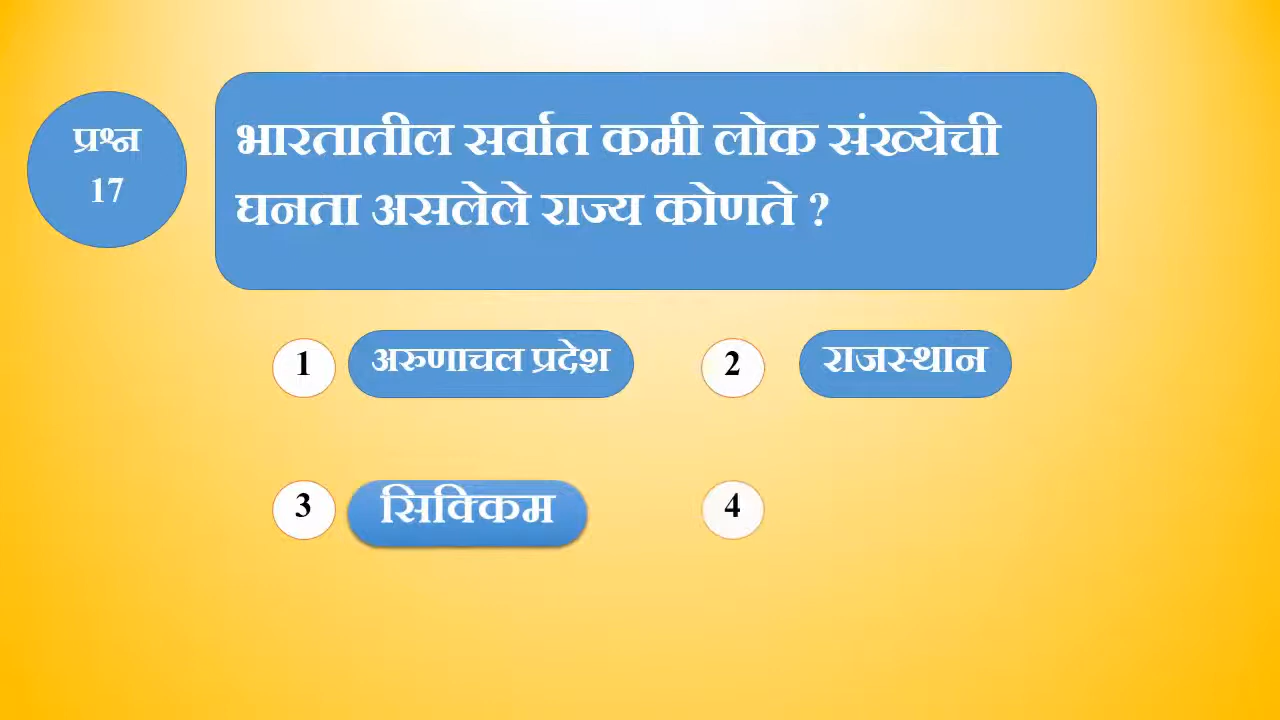 प्रश्न
17
भारतातील सर्वात कमी लोक संख्येची
घनता असलेले राज्य कोणते ?
1 अरुणाचल प्रदेश
2 राजस्थान
3 सिक्किम
4